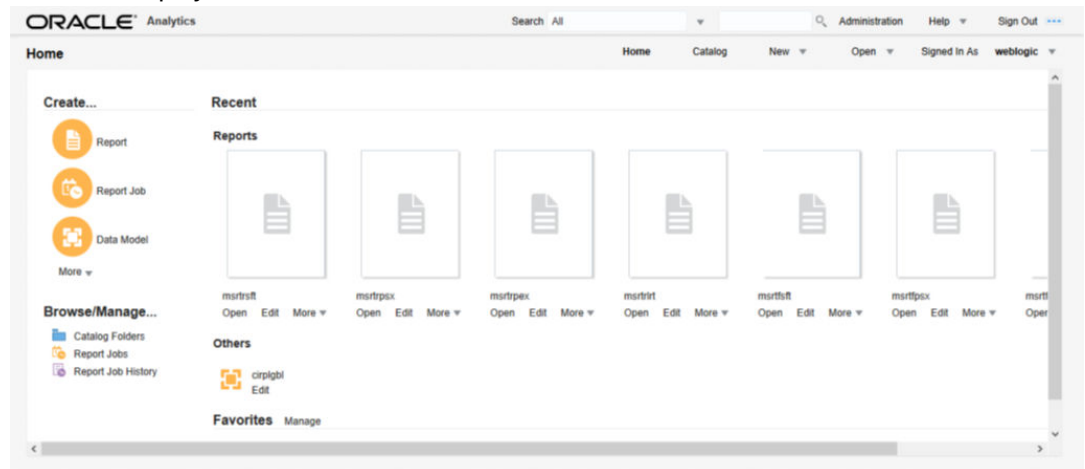 ORACLE Analytics Search All Administration Help Sign Out
Home Home Catalog New Open Signed In As weblogic
Create...
Report
Report Job
Data Model
More
Browse/Manage...
Catalog Folders
Report Jobs
Report Job History
Recent
Reports
msrtrsft msrtrpsx msrtrpex msrtrirt msrtfsft msrtfpsx
Open Edit More Open Edit More Open Edit More Open Edit More Open Edit More Open Edit More
Others
cirplgbl
Edit
Favorites Manage